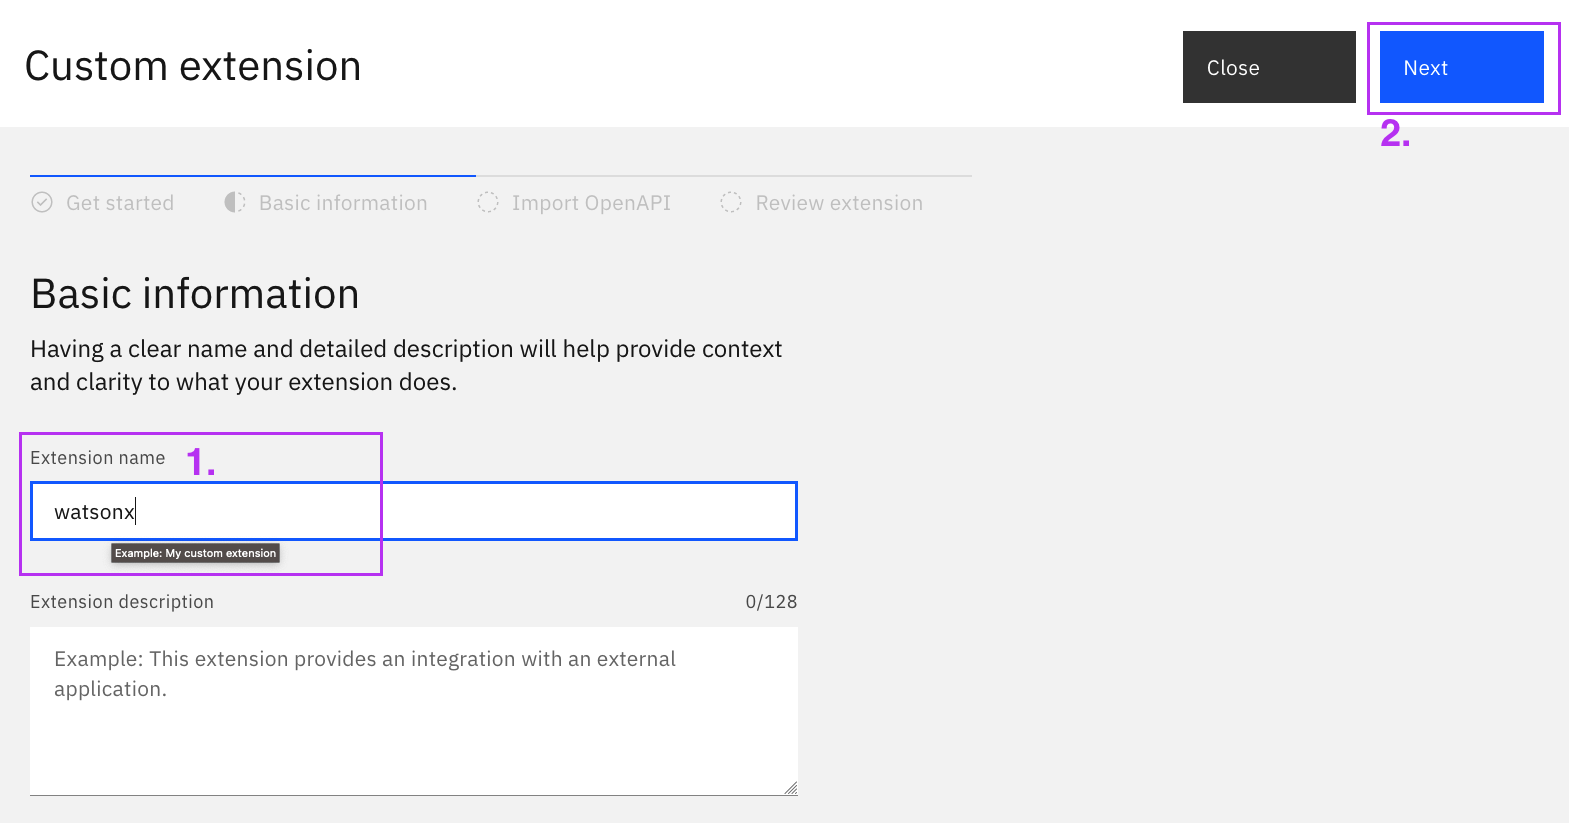 Custom extension
Close
Next
2.
Get started
Basic information
Import OpenAPI
Review extension
Basic information
Having a clear name and detailed description will help provide context
and clarity to what your extension does.
Extension name
1.
watsonx
Example: My custom extension
Extension description
0/128
Example: This extension provides an integration with an external
application.